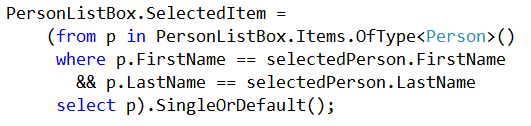 PersonListBox.SelectedItem =
    (from p in PersonListBox.Items.OfType<Person>()
     where p.FirstName == selectedPerson.FirstName
       && p.LastName == selectedPerson.LastName
     select p).SingleOrDefault();